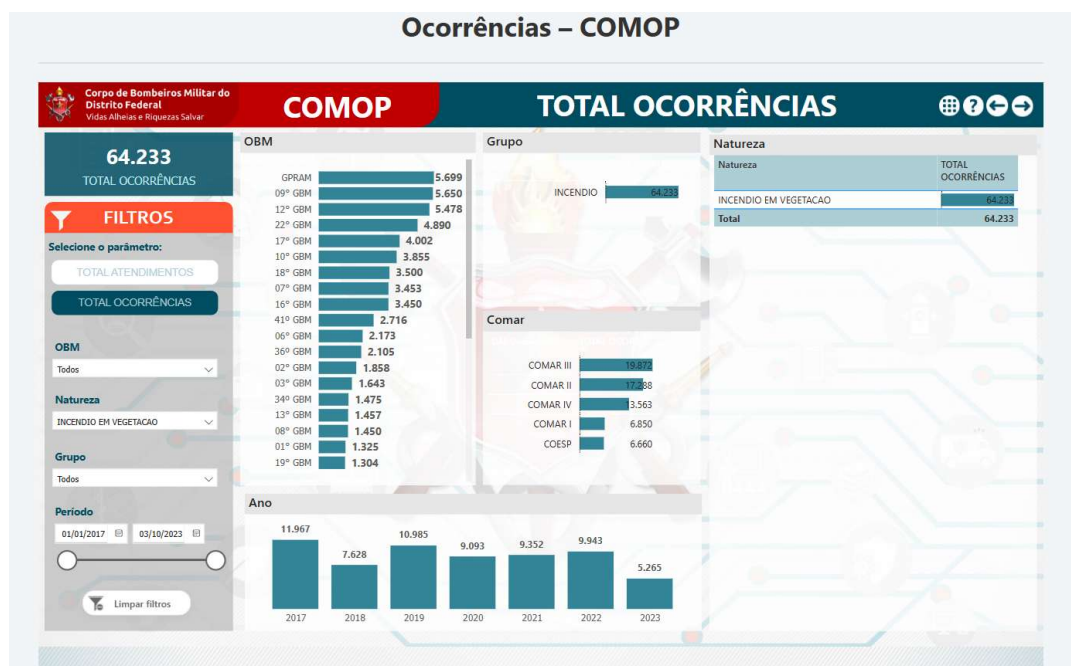 Ocorrências – COMOP
Corpo de Bombeiros Militar do
Distrito Federal
Vidas Alheias e Riquezas Salvar
COMOP
TOTAL OCORRÊNCIAS
64.233
TOTAL OCORRÊNCIAS
FILTROS
Selecione o parâmetro:
TOTAL ATENDIMENTOS
TOTAL OCORRÊNCIAS
OBM
Todos
Natureza
INCENDIO EM VEGETACAO
Grupo
Todos
Período
01/01/2017 03/10/2023
Limpar filtros
OBM
GPRAM 5.699
09º GBM 5.650
12º GBM 5.478
22º GBM 4.890
17º GBM 4.002
10º GBM 3.855
18º GBM 3.500
07º GBM 3.453
16º GBM 3.450
41º GBM 2.716
06º GBM 2.173
36º GBM 2.105
02º GBM 1.858
03º GBM 1.643
34º GBM 1.475
13º GBM 1.457
08º GBM 1.450
01º GBM 1.325
19º GBM 1.304
Grupo
INCENDIO 64.233
Comar
COMAR III 19.872
COMAR II 17.288
COMAR IV 13.563
COMAR I 6.850
COESP 6.660
Natureza
Natureza TOTAL
OCORRÊNCIAS
INCENDIO EM VEGETACAO 64.233
Total 64.233
Ano
11.967 7.628 10.985 9.093 9.352 9.943 5.265
2017 2018 2019 2020 2021 2022 2023